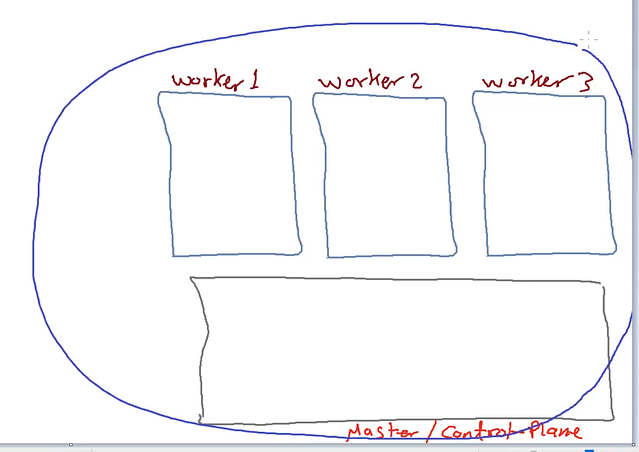 worker 1
worker 2
worker 3
Master / Control-Plane